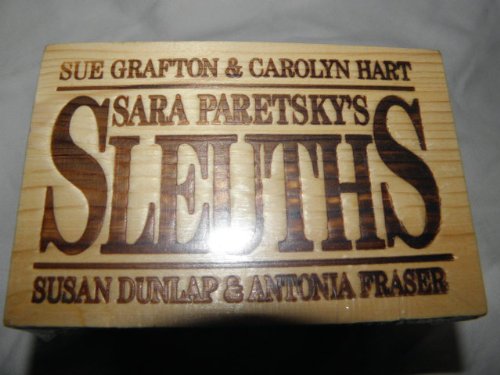 SUE GRAFTON & CAROLYN HART
SARA PARETSKY'S
SLEUTHS
SUSAN DUNLAP & ANTONIA FRASER